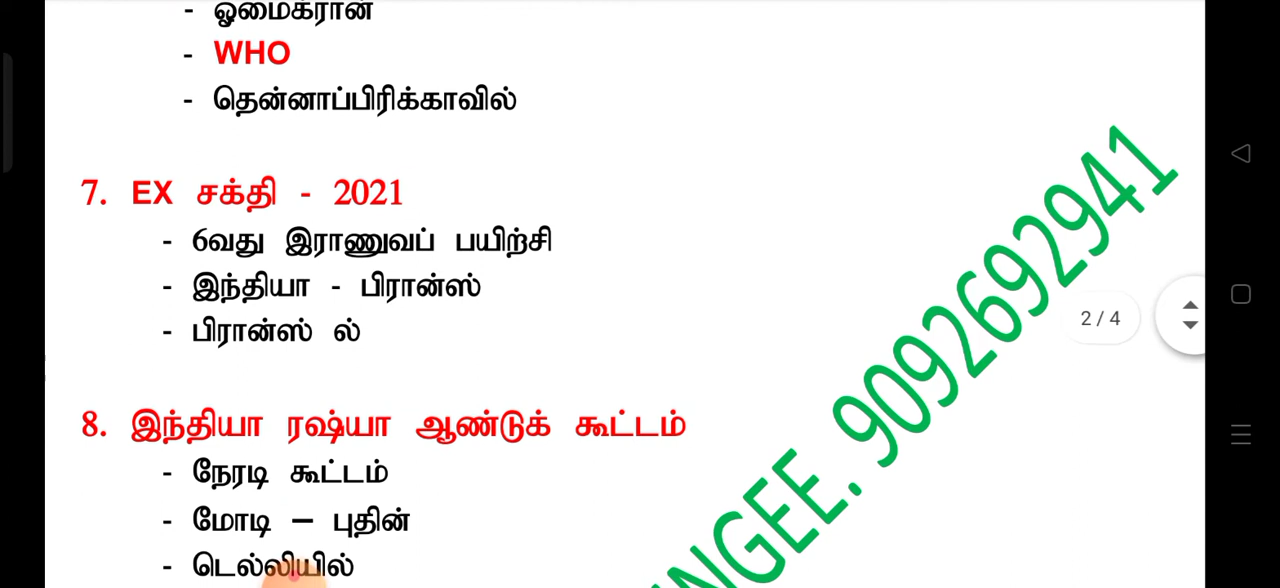 - ஓமைக்ரான்
- WHO
- தென்னாப்பிரிக்காவில்
7. EX சக்தி - 2021
- 6வது இராணுவப் பயிற்சி
- இந்தியா - பிரான்ஸ்
- பிரான்ஸ் ல்
2 / 4
8. இந்தியா ரஷ்யா ஆண்டுக் கூட்டம்
- நேரடி கூட்டம்
- மோடி – புதின்
- டெல்லியில்
NGEE. 9092692941